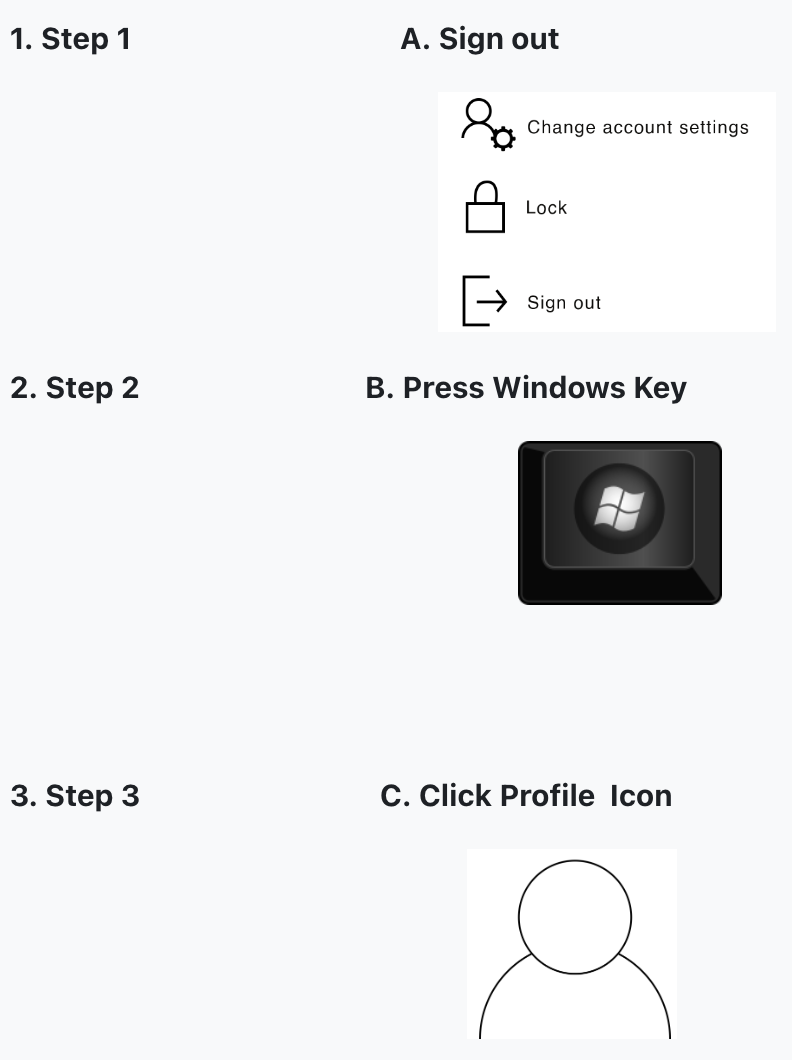 1. Step 1
A. Sign out
Change account settings
Lock
Sign out
2. Step 2
B. Press Windows Key
3. Step 3
C. Click Profile Icon